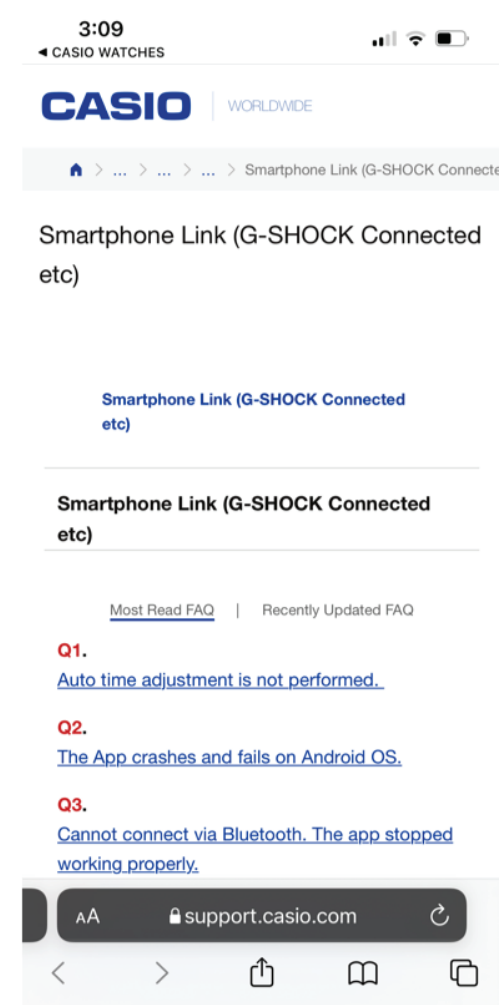 3:09
◀ CASIO WATCHES
CASIO WORLDWIDE
> ... > ... > ... > Smartphone Link (G-SHOCK Connecte
Smartphone Link (G-SHOCK Connected
etc)
Smartphone Link (G-SHOCK Connected
etc)
Smartphone Link (G-SHOCK Connected
etc)
Most Read FAQ | Recently Updated FAQ
Q1.
Auto time adjustment is not performed.
Q2.
The App crashes and fails on Android OS.
Q3.
Cannot connect via Bluetooth. The app stopped
working properly.
AA support.casio.com